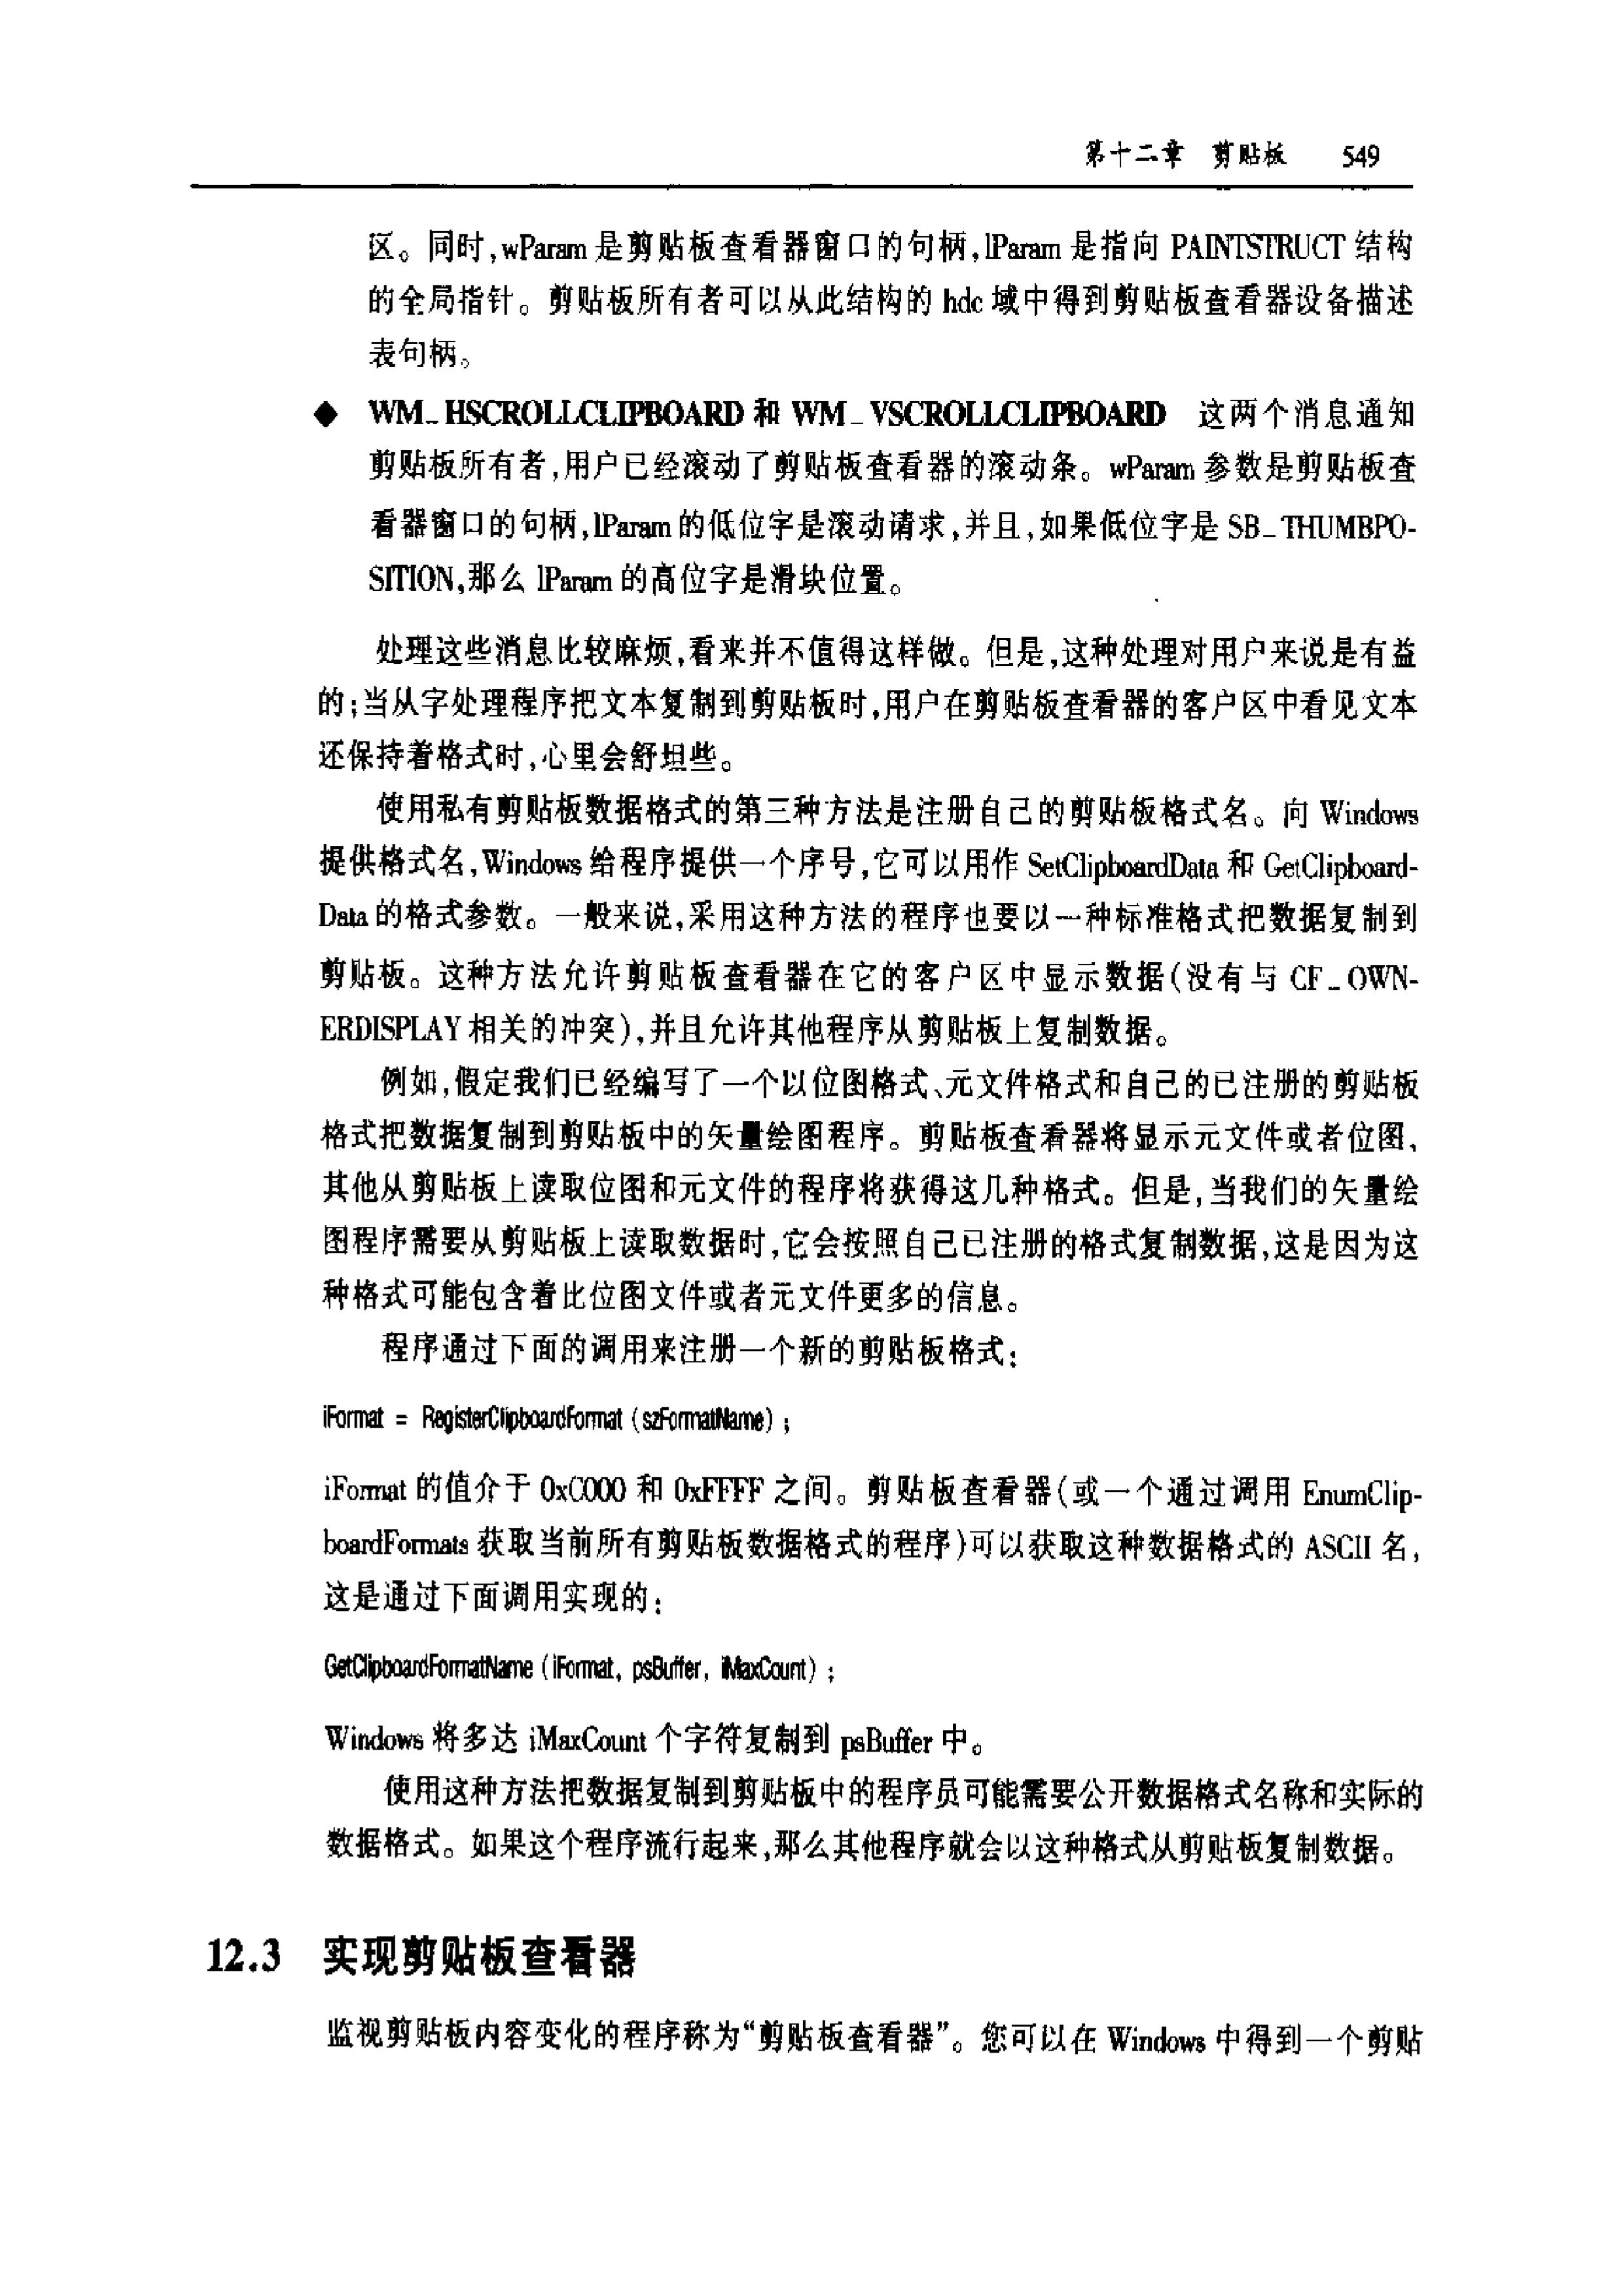 第十二章 剪贴板 549
区。同时,wParam 是剪贴板查看器窗口的句柄,lParam 是指向 PAINTSTRUCT 结构
的全局指针。剪贴板所有者可以从此结构的 hdc 域中得到剪贴板查看器设备描述
表句柄。
◆ WM_HSCROLLCLIPBOARD 和 WM_VSCROLLCLIPBOARD 这两个消息通知
剪贴板所有者,用户已经滚动了剪贴板查看器的滚动条。wParam 参数是剪贴板查
看器窗口的句柄,lParam 的低位字是滚动请求,并且,如果低位字是 SB_THUMBPO-
SITION,那么 lParam 的高位字是滑块位置。
处理这些消息比较麻烦,看来并不值得这样做。但是,这种处理对用户来说是有益
的;当从字处理程序把文本复制到剪贴板时,用户在剪贴板查看器的客户区中看见文本
还保持着格式时,心里会舒坦些。
使用私有剪贴板数据格式的第三种方法是注册自己的剪贴板格式名。向 Windows
提供格式名,Windows 给程序提供一个序号,它可以用作 SetClipboardData 和 GetClipboard-
Data 的格式参数。一般来说,采用这种方法的程序也要以一种标准格式把数据复制到
剪贴板。这种方法允许剪贴板查看器在它的客户区中显示数据(没有与 CF_OWN-
ERDISPLAY 相关的冲突),并且允许其他程序从剪贴板上复制数据。
例如,假定我们已经编写了一个以位图格式、元文件格式和自己的已注册的剪贴板
格式把数据复制到剪贴板中的矢量绘图程序。剪贴板查看器将显示元文件或者位图,
其他从剪贴板上读取位图和元文件的程序将获得这几种格式。但是,当我们的矢量绘
图程序需要从剪贴板上读取数据时,它会按照自己已注册的格式复制数据,这是因为这
种格式可能包含着比位图文件或者元文件更多的信息。
程序通过下面的调用来注册一个新的剪贴板格式:
iFormat = RegisterClipboardFormat (szFormatName) ;
iFormat 的值介于 0xC000 和 0xFFFF 之间。剪贴板查看器(或一个通过调用 EnumClip-
boardFormats 获取当前所有剪贴板数据格式的程序)可以获取这种数据格式的 ASCII 名,
这是通过下面调用实现的:
GetClipboardFormatName (iFormat, psBuffer, iMaxCount) ;
Windows 将多达 iMaxCount 个字符复制到 psBuffer 中。
使用这种方法把数据复制到剪贴板中的程序员可能需要公开数据格式名称和实际的
数据格式。如果这个程序流行起来,那么其他程序就会以这种格式从剪贴板复制数据。
12.3 实现剪贴板查看器
监视剪贴板内容变化的程序称为“剪贴板查看器”。您可以在 Windows 中得到一个剪贴